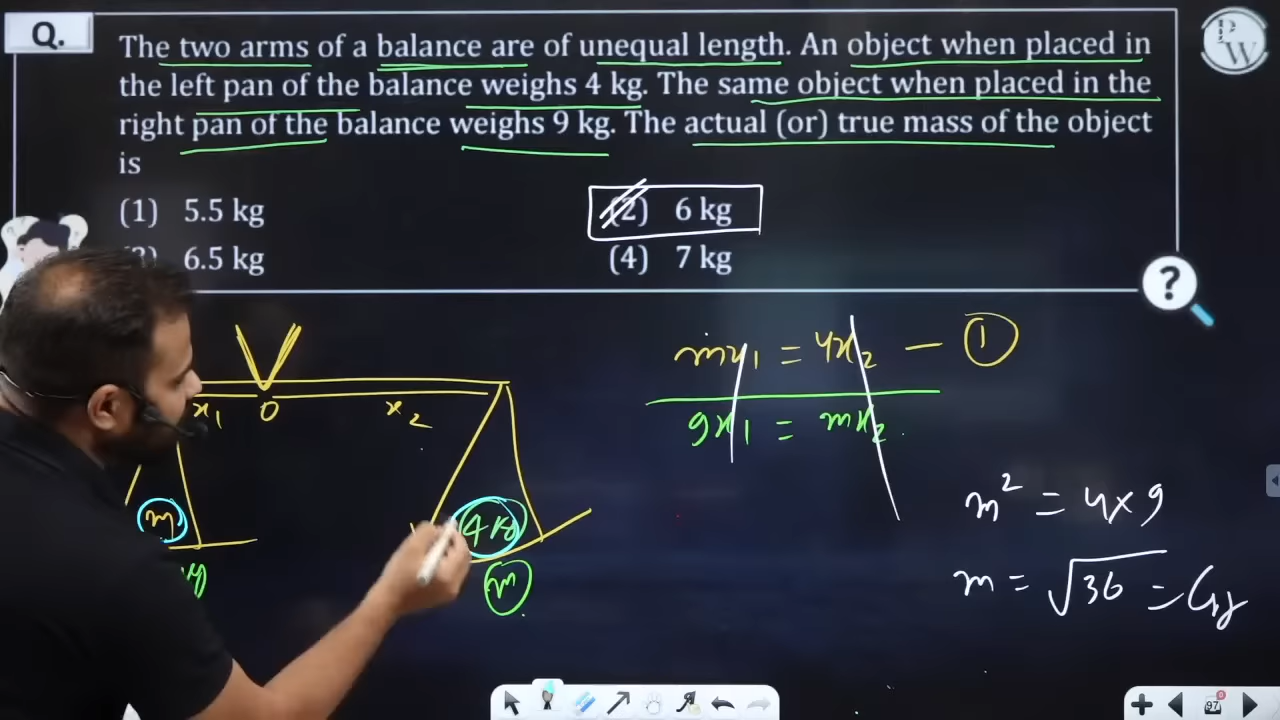 Q.
The two arms of a balance are of unequal length. An object when placed in
the left pan of the balance weighs 4 kg. The same object when placed in the
right pan of the balance weighs 9 kg. The actual (or) true mass of the object
is
(1) 5.5 kg
(2) 6 kg
6.5 kg
(4) 7 kg
P
W
?
mx₁ = 4x₂ — ①
9x₁ = mx₂
x₁ 0 x₂
m² = 4×9
m
4 kg
m
m = √36 =
97